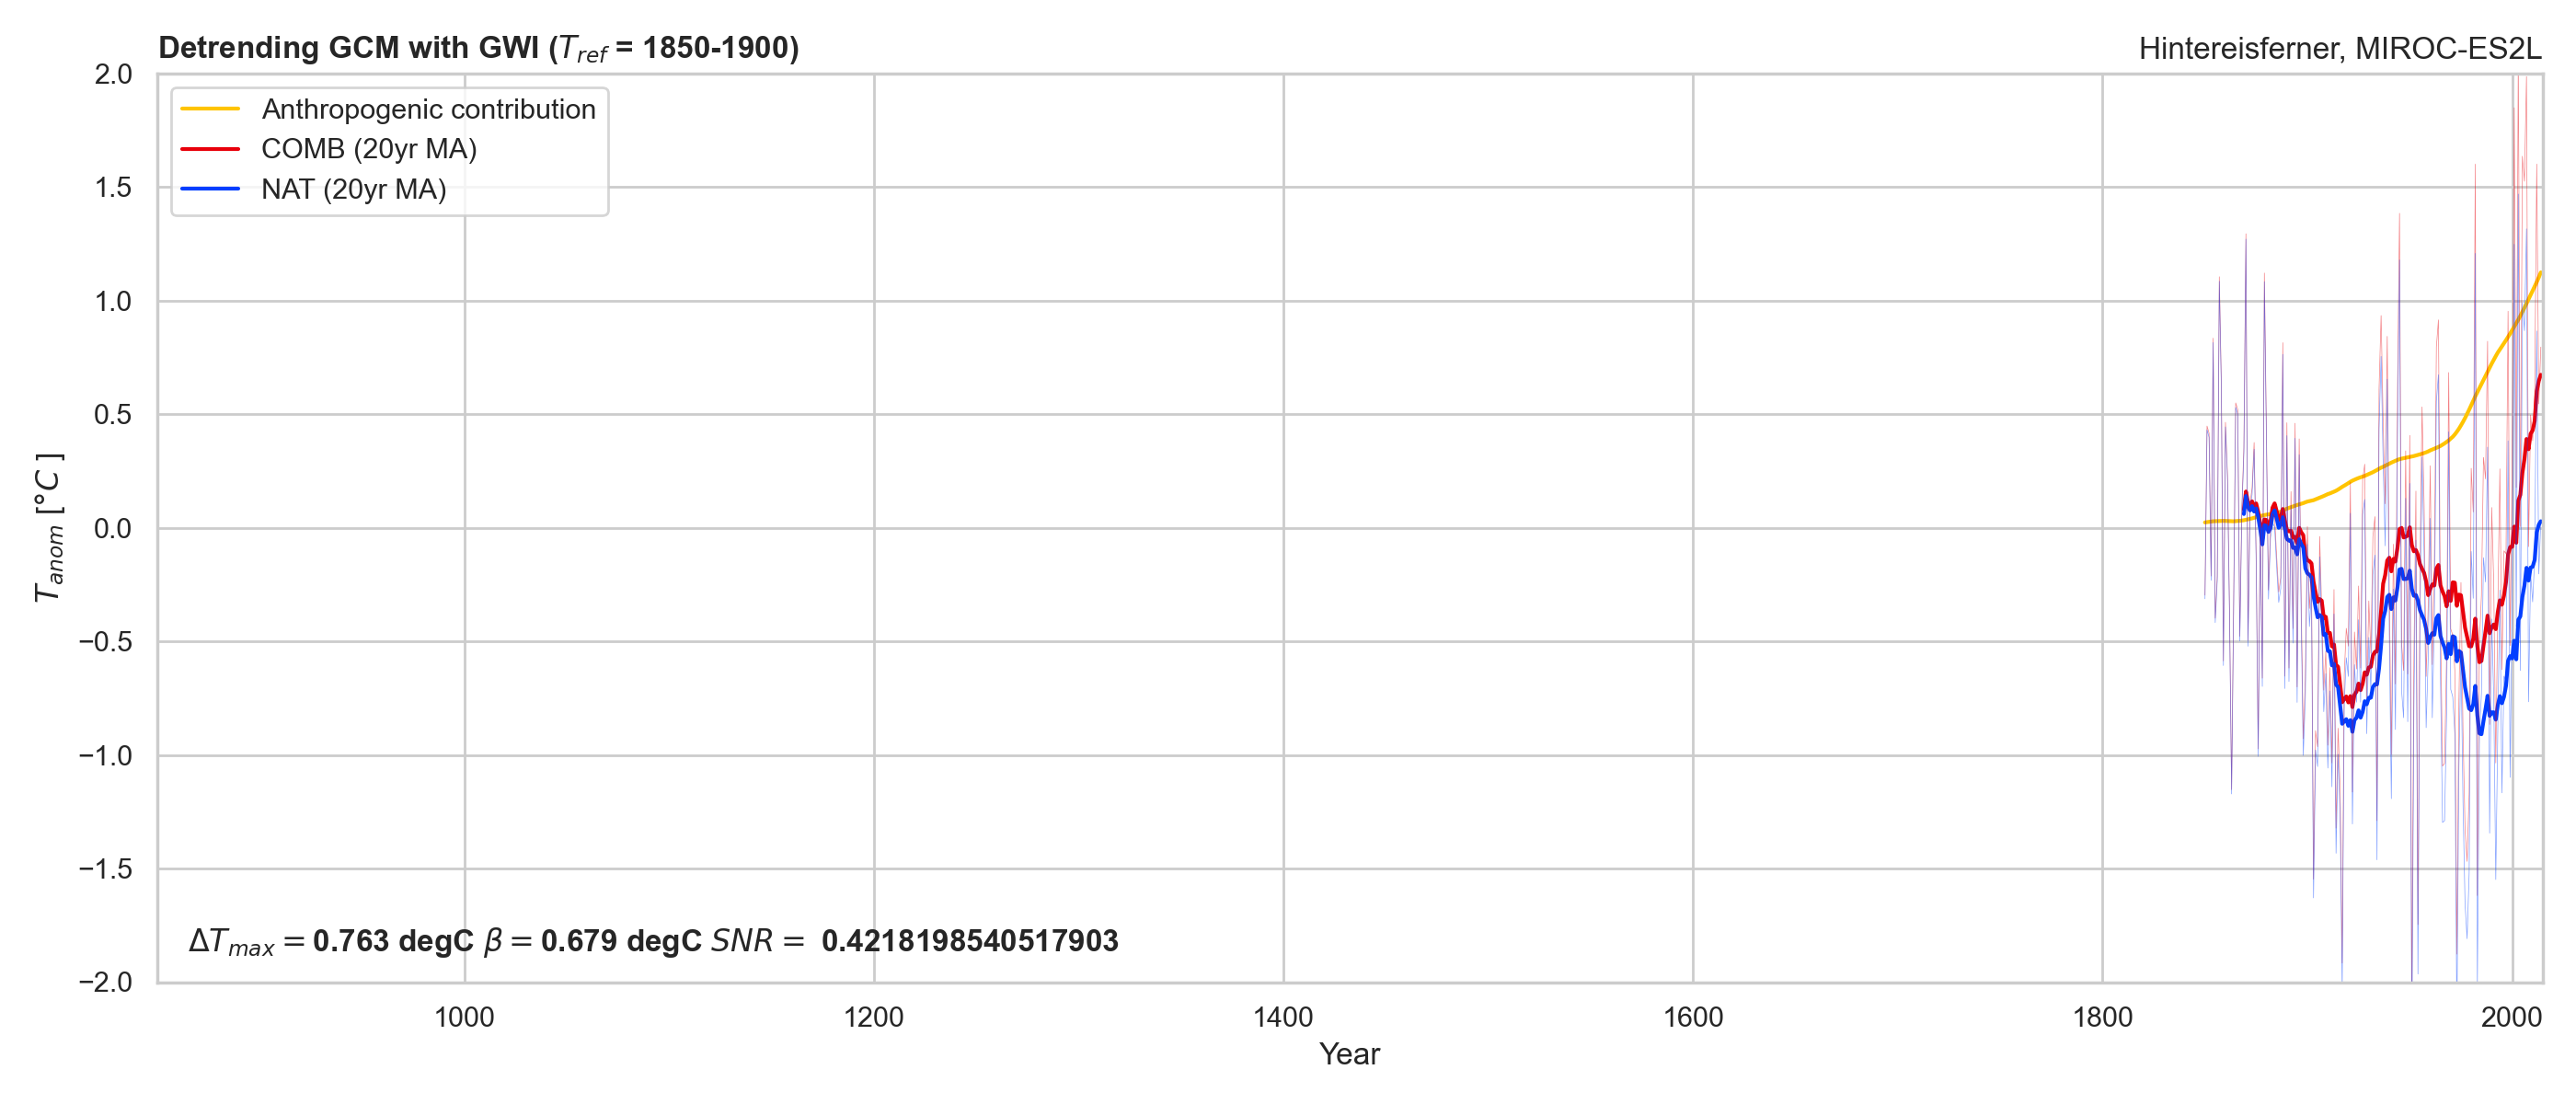 Detrending GCM with GWI (T_ref = 1850-1900)
Hintereisferner, MIROC-ES2L
Anthropogenic contribution
COMB (20yr MA)
NAT (20yr MA)
2.0
1.5
1.0
0.5
0.0
−0.5
−1.0
−1.5
−2.0
T_anom [°C ]
ΔT_max = 0.763 degC β = 0.679 degC SNR = 0.4218198540517903
1000 1200 1400 1600 1800 2000
Year